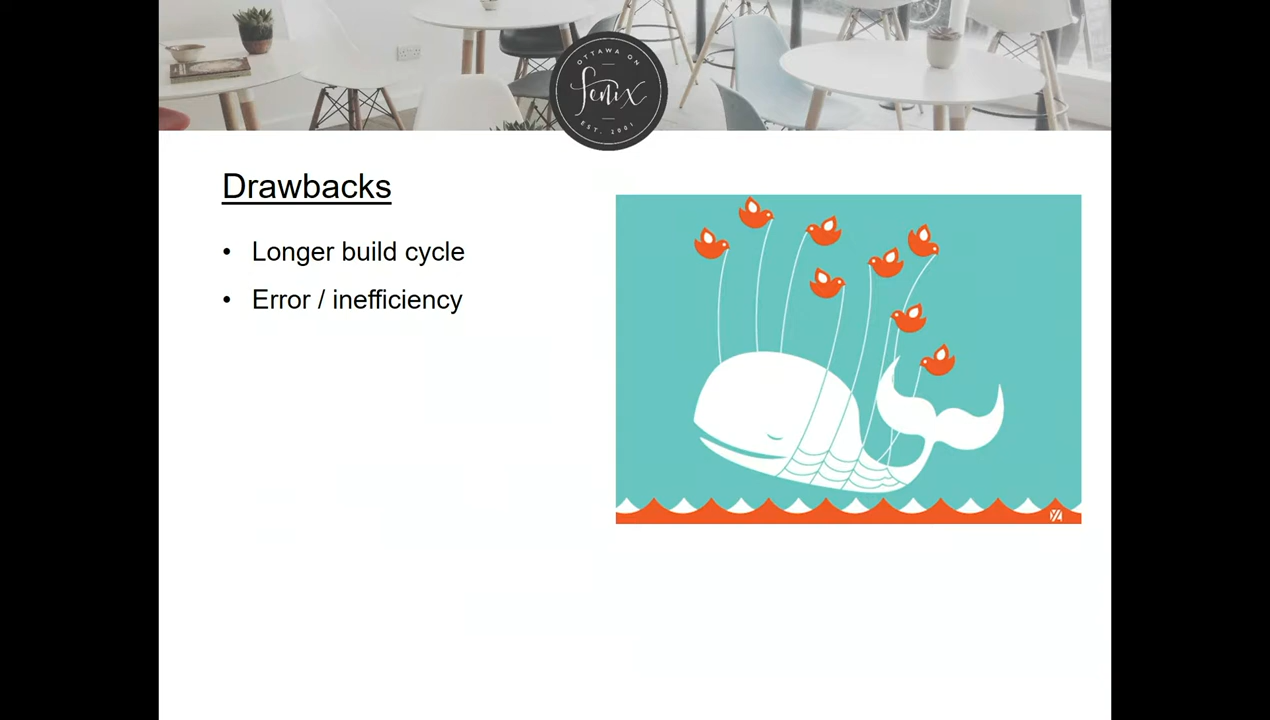 OTTAWA ON
fenix
EST. 2001
Drawbacks
• Longer build cycle
• Error / inefficiency